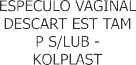 ESPECULO VAGINAL
DESCART EST TAM
P S/LUB -
KOLPLAST